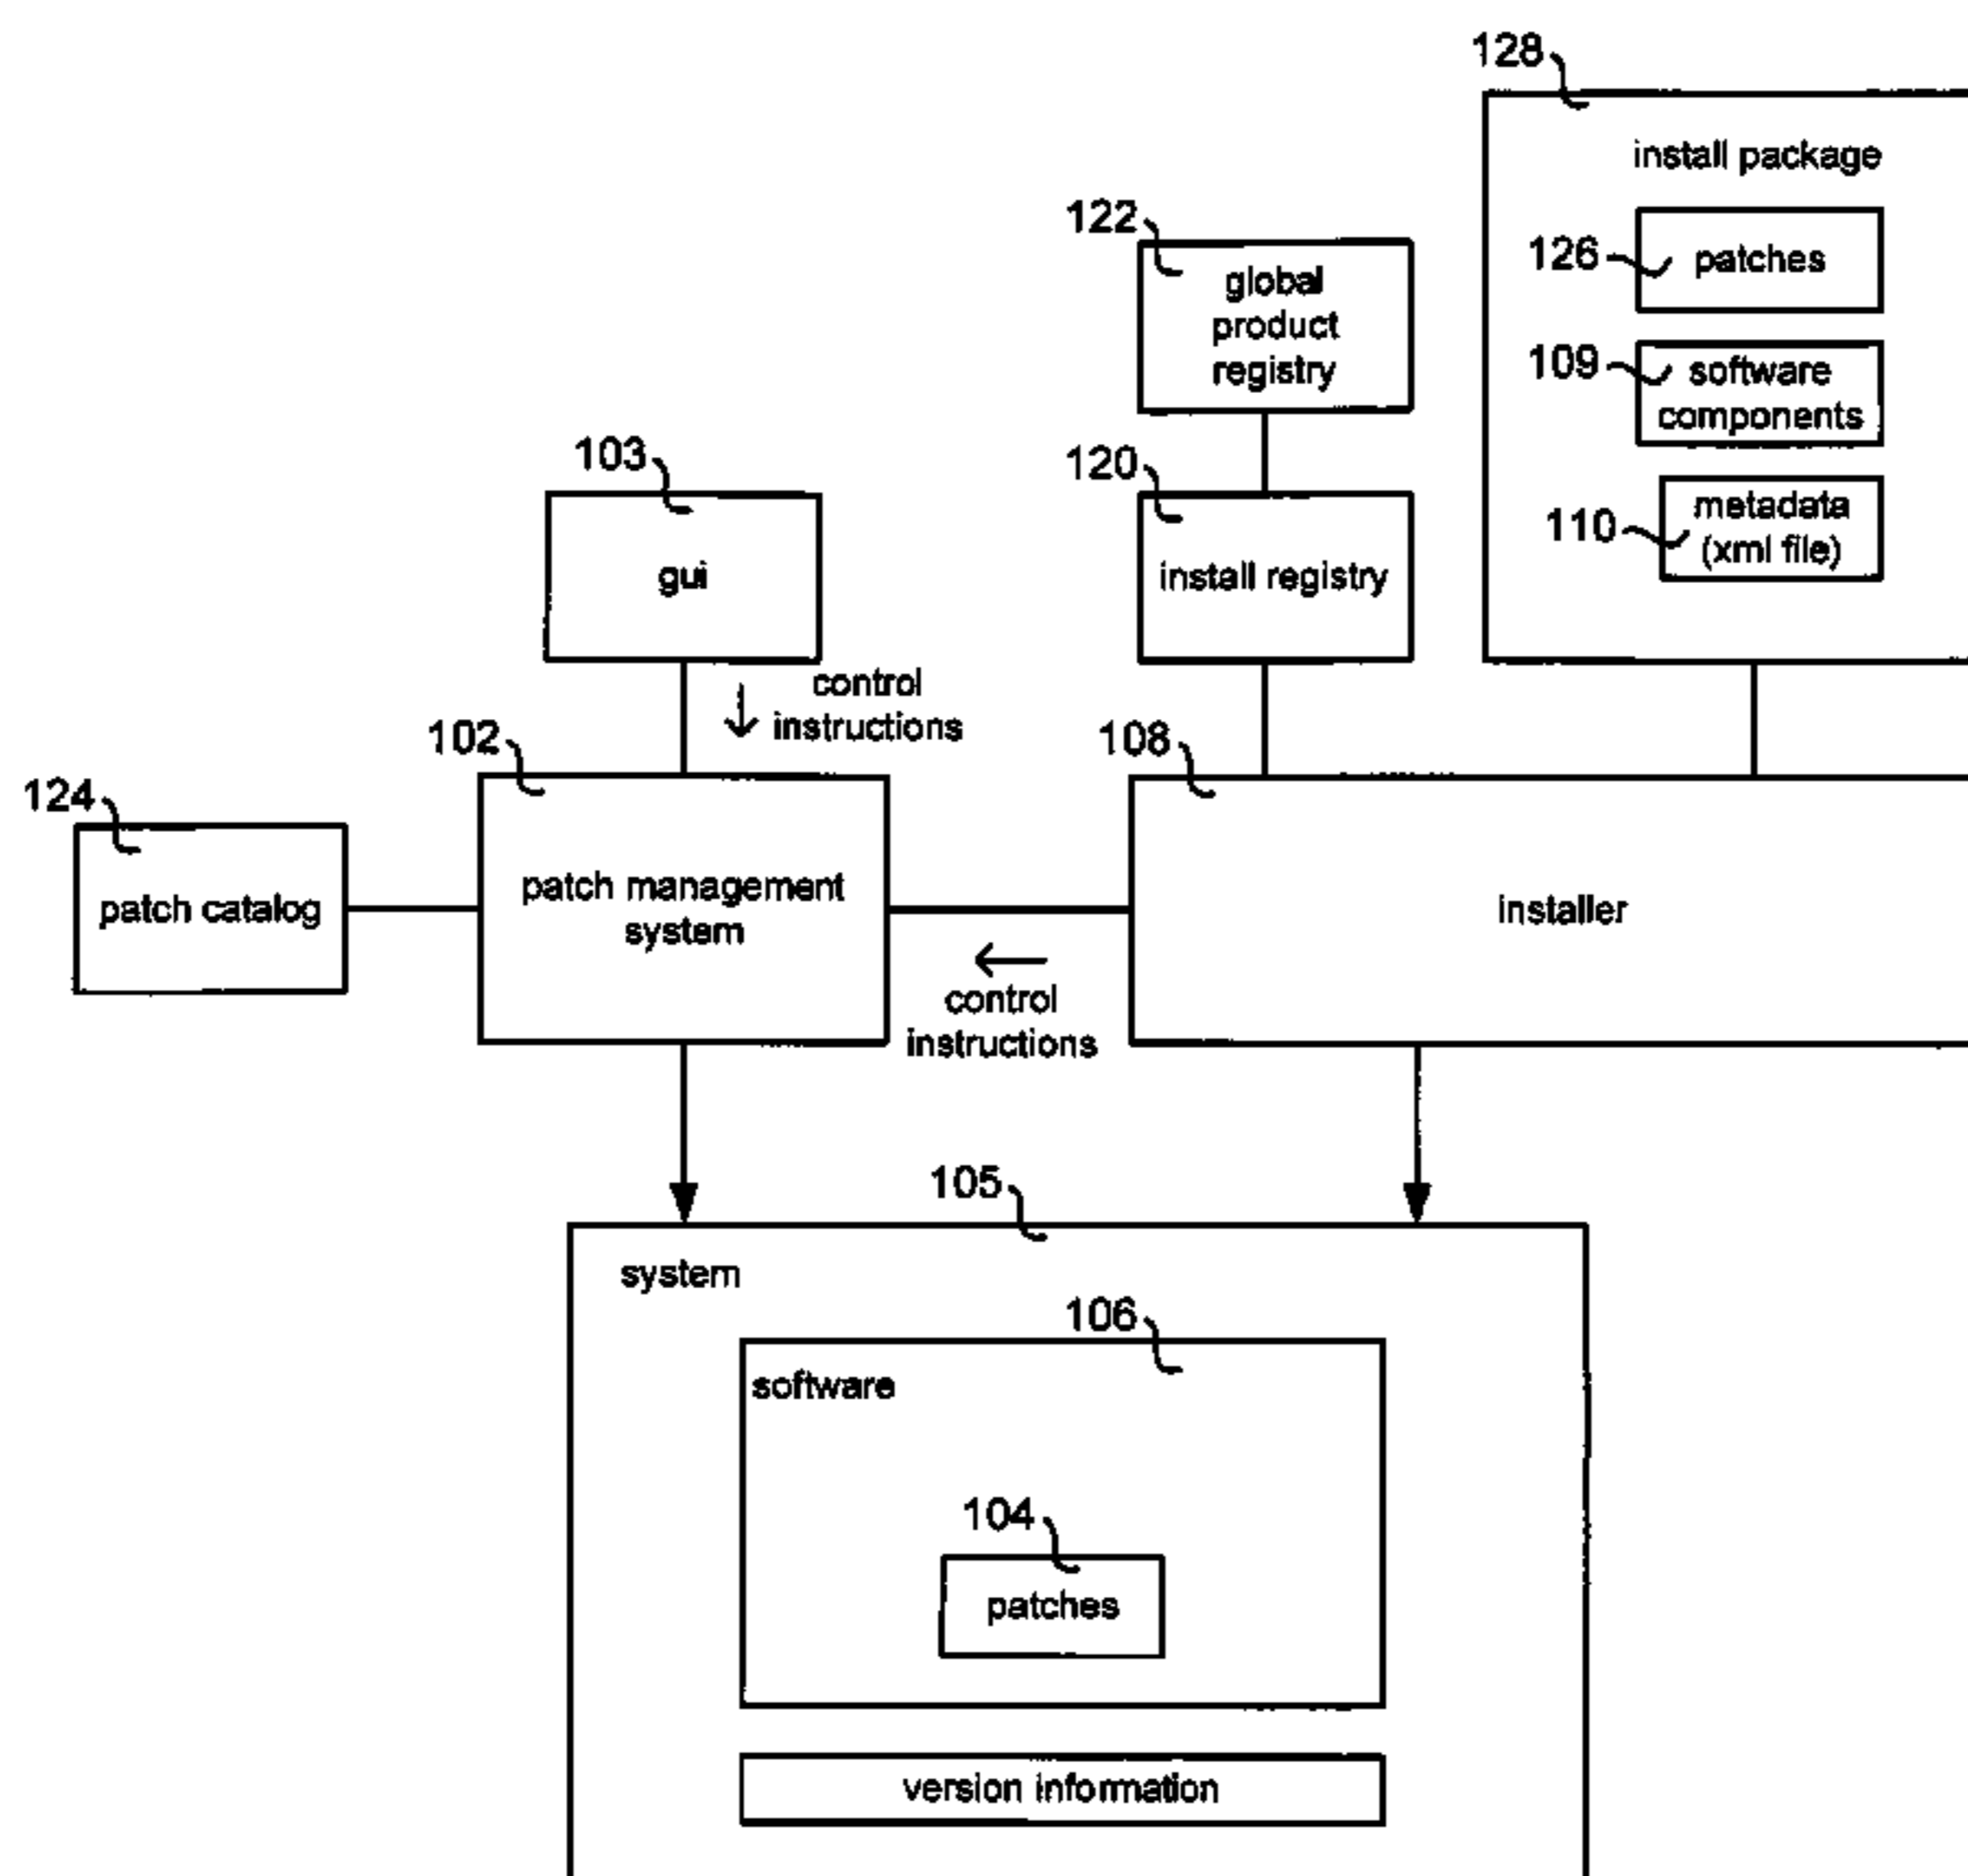 128
install package
122
126
patches
global
product
registry
109
software
components
103
120
110
metadata
(xml file)
gui
install registry
control
instructions
102
108
124
patch catalog
patch management
system
installer
control
instructions
105
system
106
software
104
patches
version information